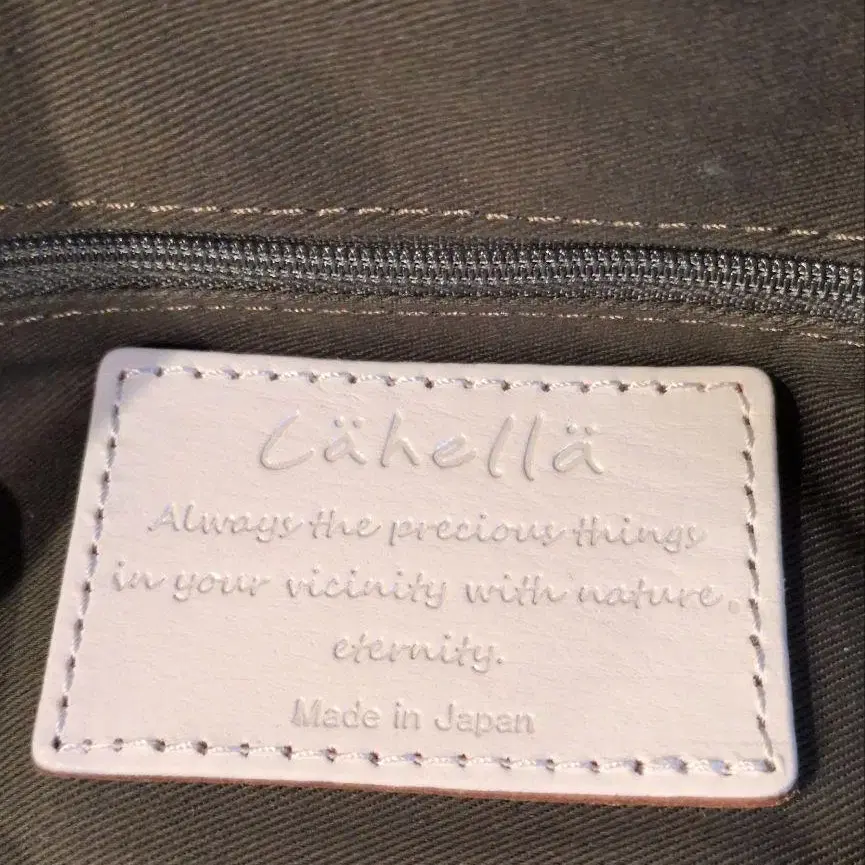 Lähellä
Always the precious things
in your vicinity with nature,
eternity.
Made in Japan